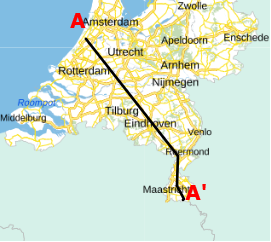 Zwolle
A
Amsterdam
Apeldoorn
Enschede
Utrecht
Arnhem
Rotterdam
Nijmegen
Roompot
Tilburg
Middelburg
Eindhoven
Venlo
Roermond
Maastricht
A'